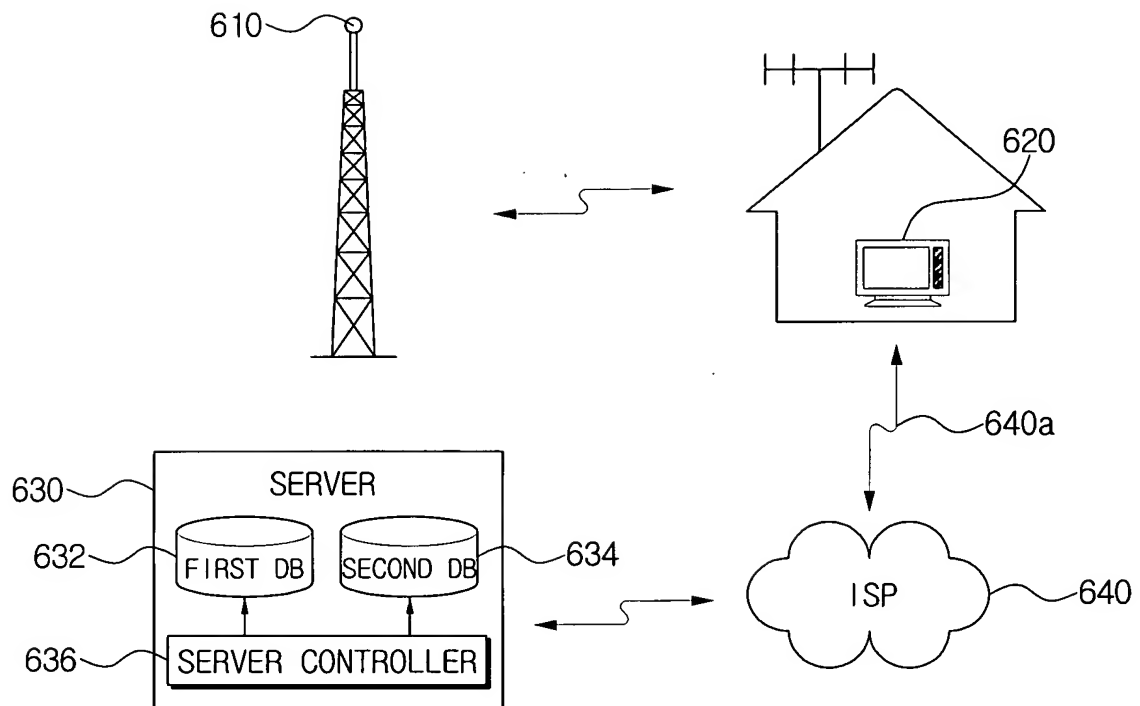 610
620
640a
630
SERVER
632
FIRST DB
SECOND DB
634
ISP
640
636
SERVER CONTROLLER